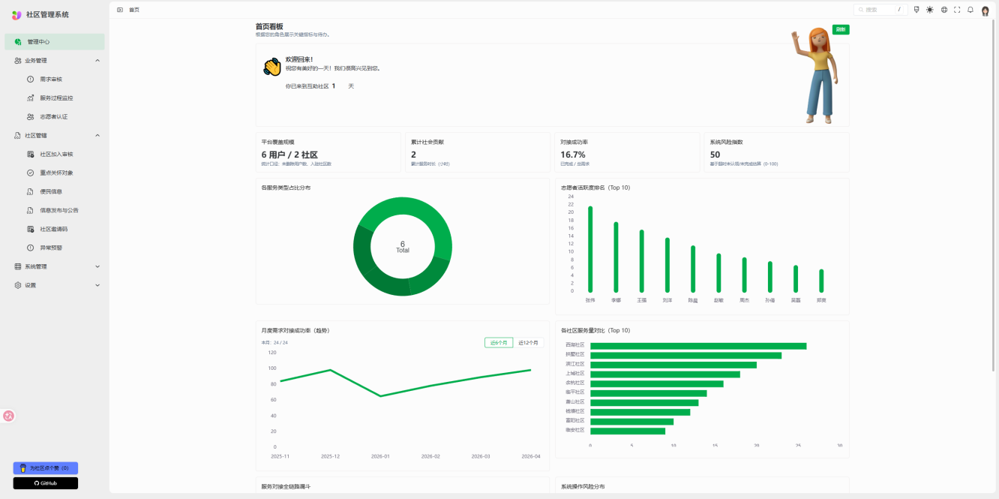 社区管理系统
首页
搜索 /
管理中心
业务管理
需求审核
服务过程监控
志愿者认证
社区管辖
社区加入审核
重点关怀对象
便民信息
信息发布与公告
社区邀请码
异常预警
系统管理
设置
为社区点个赞（0）
GitHub
首页看板
根据您的角色展示关键指标与待办。
刷新
欢迎回来！
祝您有美好的一天！我们很高兴见到您。
你已来到互助社区 1 天
平台覆盖规模
6 用户 / 2 社区
统计口径：未删除用户数、入驻社区数
累计社会贡献
2
累计服务时长（小时）
对接成功率
16.7%
已完成 / 总需求
系统风险指数
50
基于超时未认领/未完成估算（0-100）
各服务类型占比分布
6
Total
志愿者活跃度排名（Top 10）
24
22
20
18
16
14
12
10
8
6
4
2
0
张伟 李娜 王强 刘洋 陈晨 赵敏 周杰 孙倩 吴磊 郑爽
月度需求对接成功率（趋势）
本月：24 / 24
近6个月 近12个月
120
100
80
60
40
20
0
2025-11 2025-12 2026-01 2026-02 2026-03 2026-04
各社区服务量对比（Top 10）
西湖社区
拱墅社区
滨江社区
上城社区
余杭社区
临平社区
萧山社区
钱塘社区
富阳社区
临安社区
0 5 10 15 20 25 30
服务对接全链路漏斗
系统操作风险分布